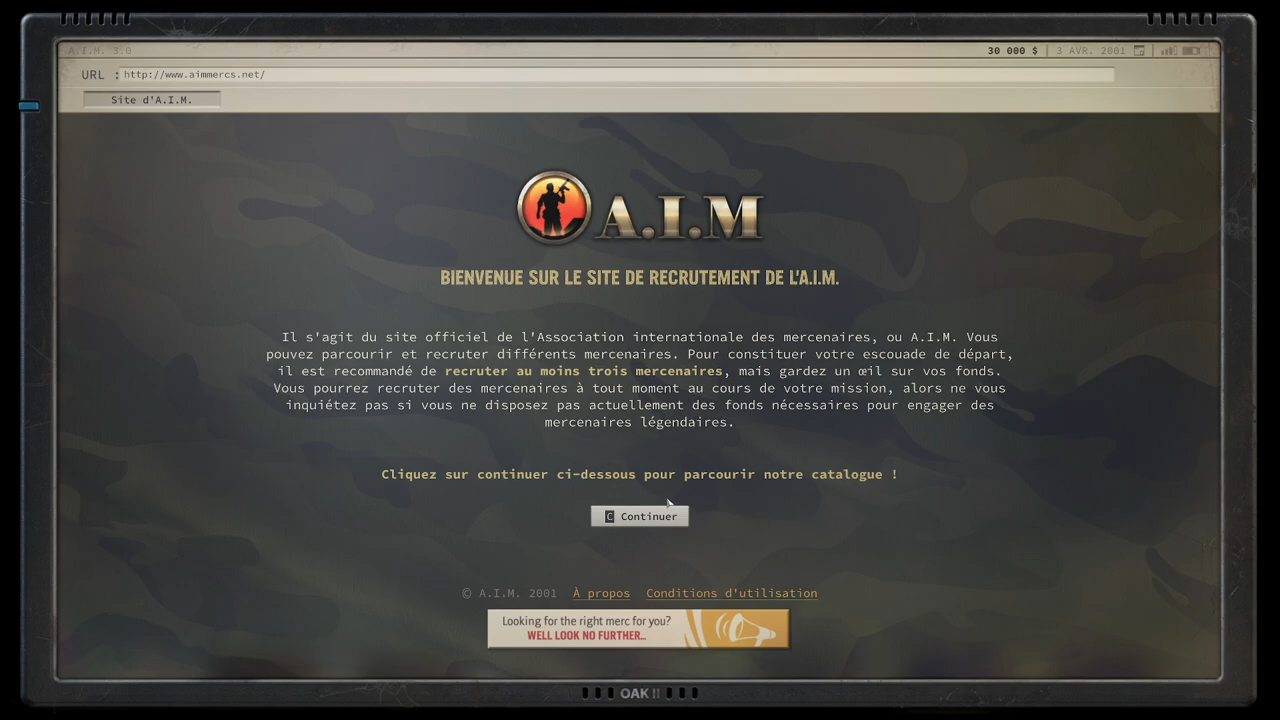 A.I.M. 3.0
30 000 $ | 3 AVR. 2001
URL : http://www.aimmercs.net/
Site d'A.I.M.
A.I.M
BIENVENUE SUR LE SITE DE RECRUTEMENT DE L'A.I.M.
Il s'agit du site officiel de l'Association internationale des mercenaires, ou A.I.M. Vous
pouvez parcourir et recruter différents mercenaires. Pour constituer votre escouade de départ,
il est recommandé de recruter au moins trois mercenaires, mais gardez un œil sur vos fonds.
Vous pourrez recruter des mercenaires à tout moment au cours de votre mission, alors ne vous
inquiétez pas si vous ne disposez pas actuellement des fonds nécessaires pour engager des
mercenaires légendaires.
Cliquez sur continuer ci-dessous pour parcourir notre catalogue !
C Continuer
© A.I.M. 2001 À propos Conditions d'utilisation
Looking for the right merc for you?
WELL LOOK NO FURTHER...
OAK II